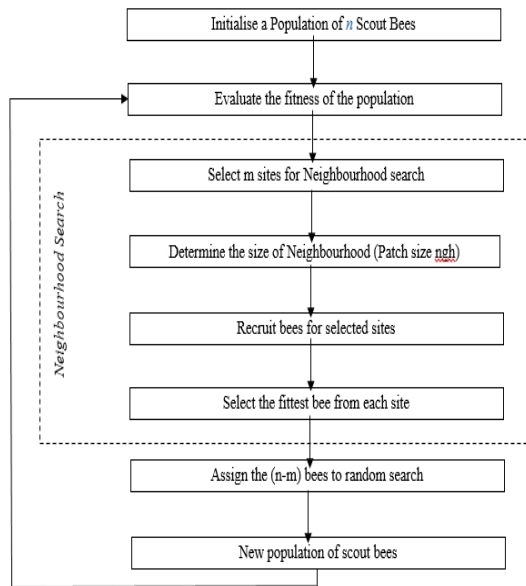 Initialise a Population of n Scout Bees
Evaluate the fitness of the population
Neighbourhood Search
Select m sites for Neighbourhood search
Determine the size of Neighbourhood (Patch size ngh)
Recruit bees for selected sites
Select the fittest bee from each site
Assign the (n-m) bees to random search
New population of scout bees